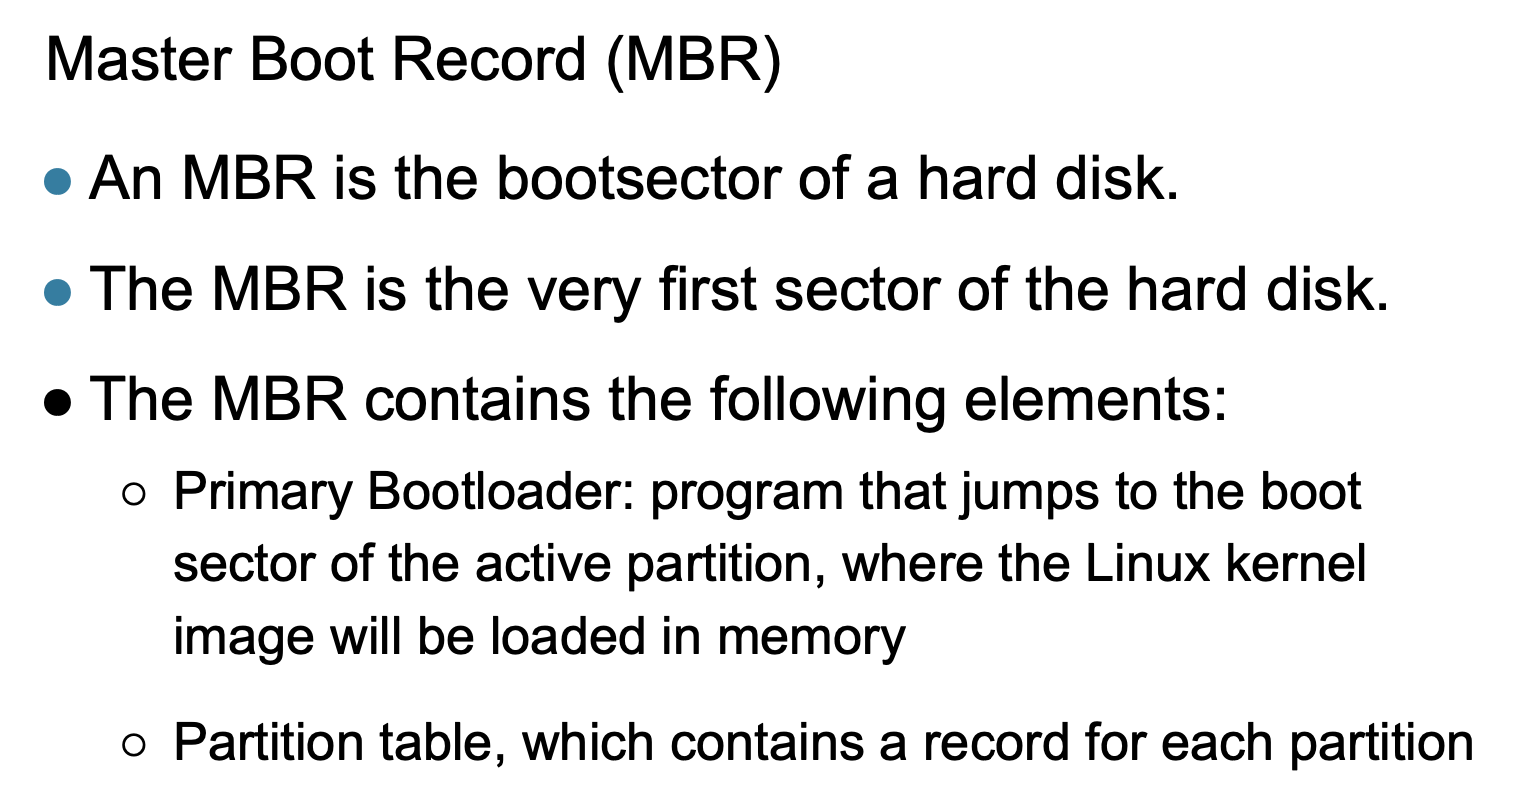 Master Boot Record (MBR)
● An MBR is the bootsector of a hard disk.
● The MBR is the very first sector of the hard disk.
● The MBR contains the following elements:
○ Primary Bootloader: program that jumps to the boot
sector of the active partition, where the Linux kernel
image will be loaded in memory
○ Partition table, which contains a record for each partition